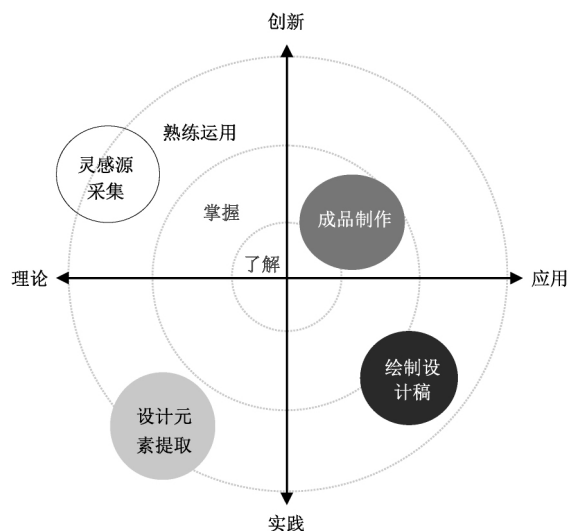 创新
熟练运用
灵感源
采集
掌握
成品制作
了解
理论
应用
绘制设
计稿
设计元
素提取
实践